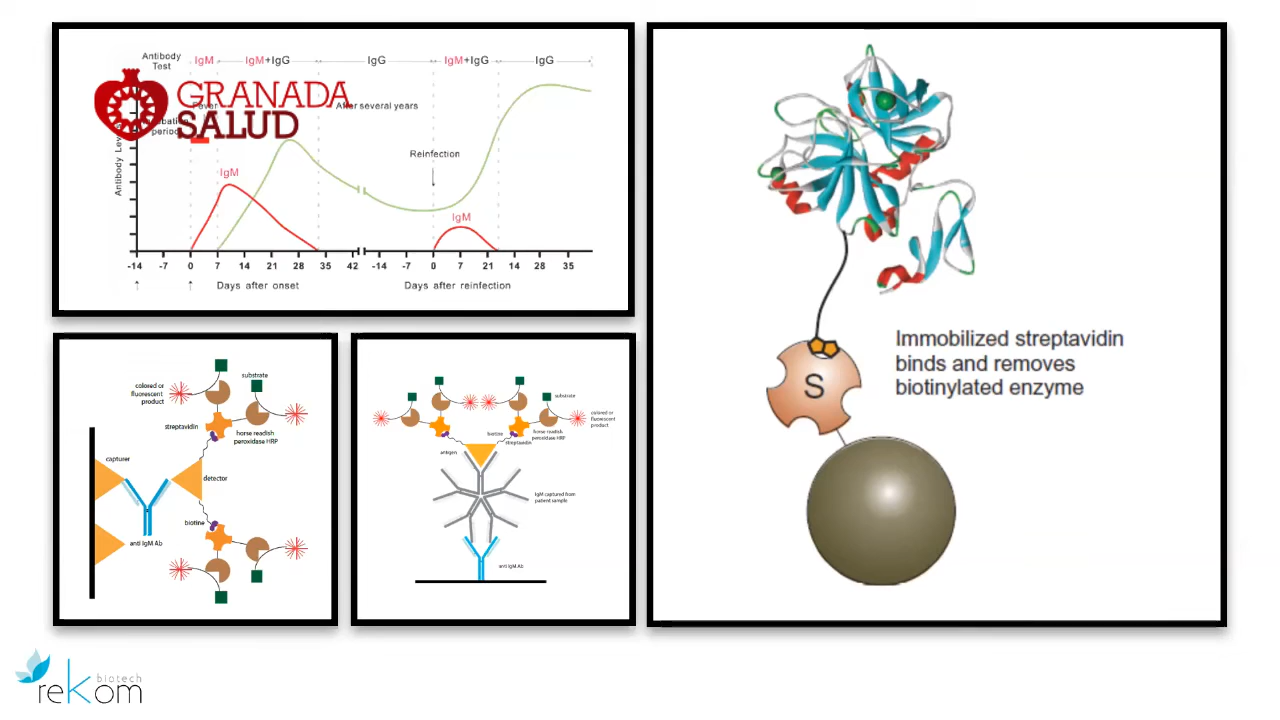 Antibody
Test
IgM
IgM+IgG
IgG
IgM+IgG
IgG
GRANADA
SALUD
Fever
After several years
period
Antibody
Reinfection
IgM
IgM
-14 -7 0 7 14 21 28 35 42 -14 -7 0 7 21 14 28 35
Days after onset
Days after reinfection
colored or
fluorescent
product
substrate
streptavidin
horse readish
peroxidase HRP
capturer
detector
biotine
anti IgM Ab
substrate
colored or
fluorescent
product
biotine
horse readish
peroxidase HRP
streptavidin
antigen
IgM captured from
patient sample
anti IgM Ab
S
Immobilized streptavidin
binds and removes
biotinylated enzyme
biotech
rekom